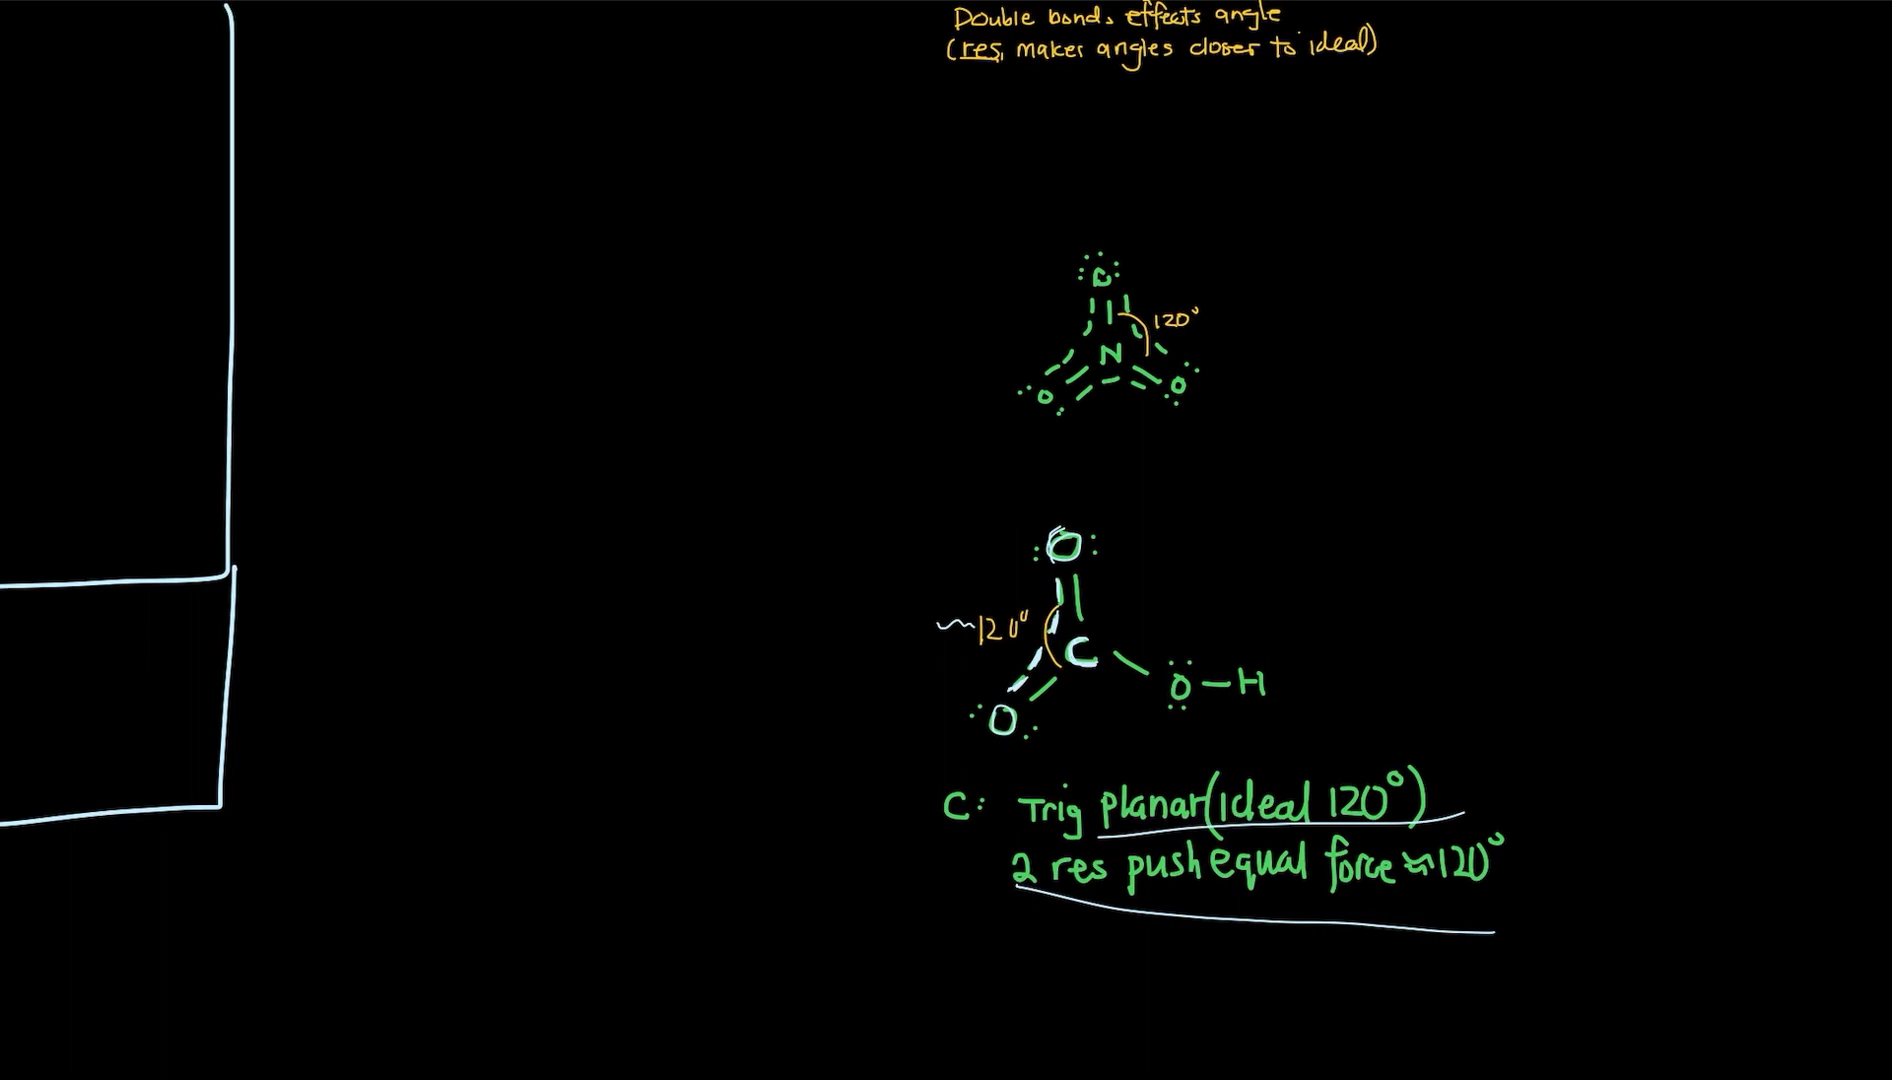 Double bonds effects angle
(res, maker angles closer to ideal)
O
120°
N
O
O
O
~120°
C
O-H
O
C: Trig planar (ideal 120°)
2 res push equal force ≈120°